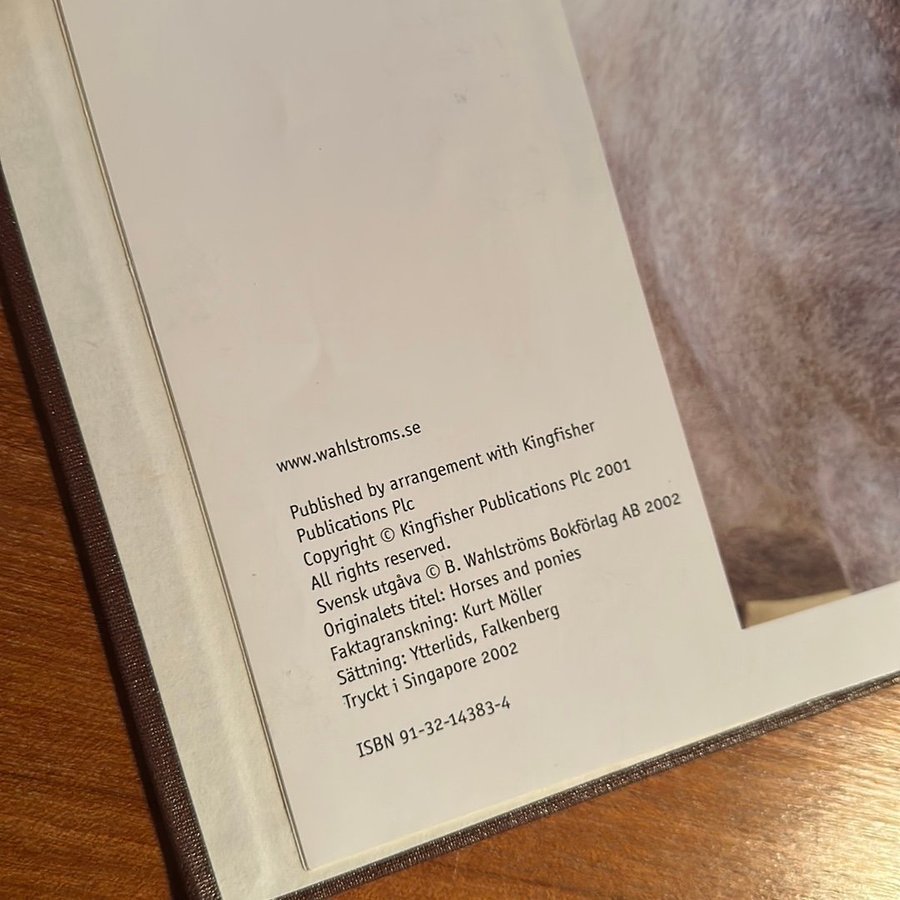 www.wahlstroms.se
Published by arrangement with Kingfisher
Publications Plc
Copyright © Kingfisher Publications Plc 2001
All rights reserved.
Svensk utgåva © B. Wahlströms Bokförlag AB 2002
Originalets titel: Horses and ponies
Faktagranskning: Kurt Möller
Sättning: Ytterlids, Falkenberg
Tryckt i Singapore 2002
ISBN 91-32-14383-4